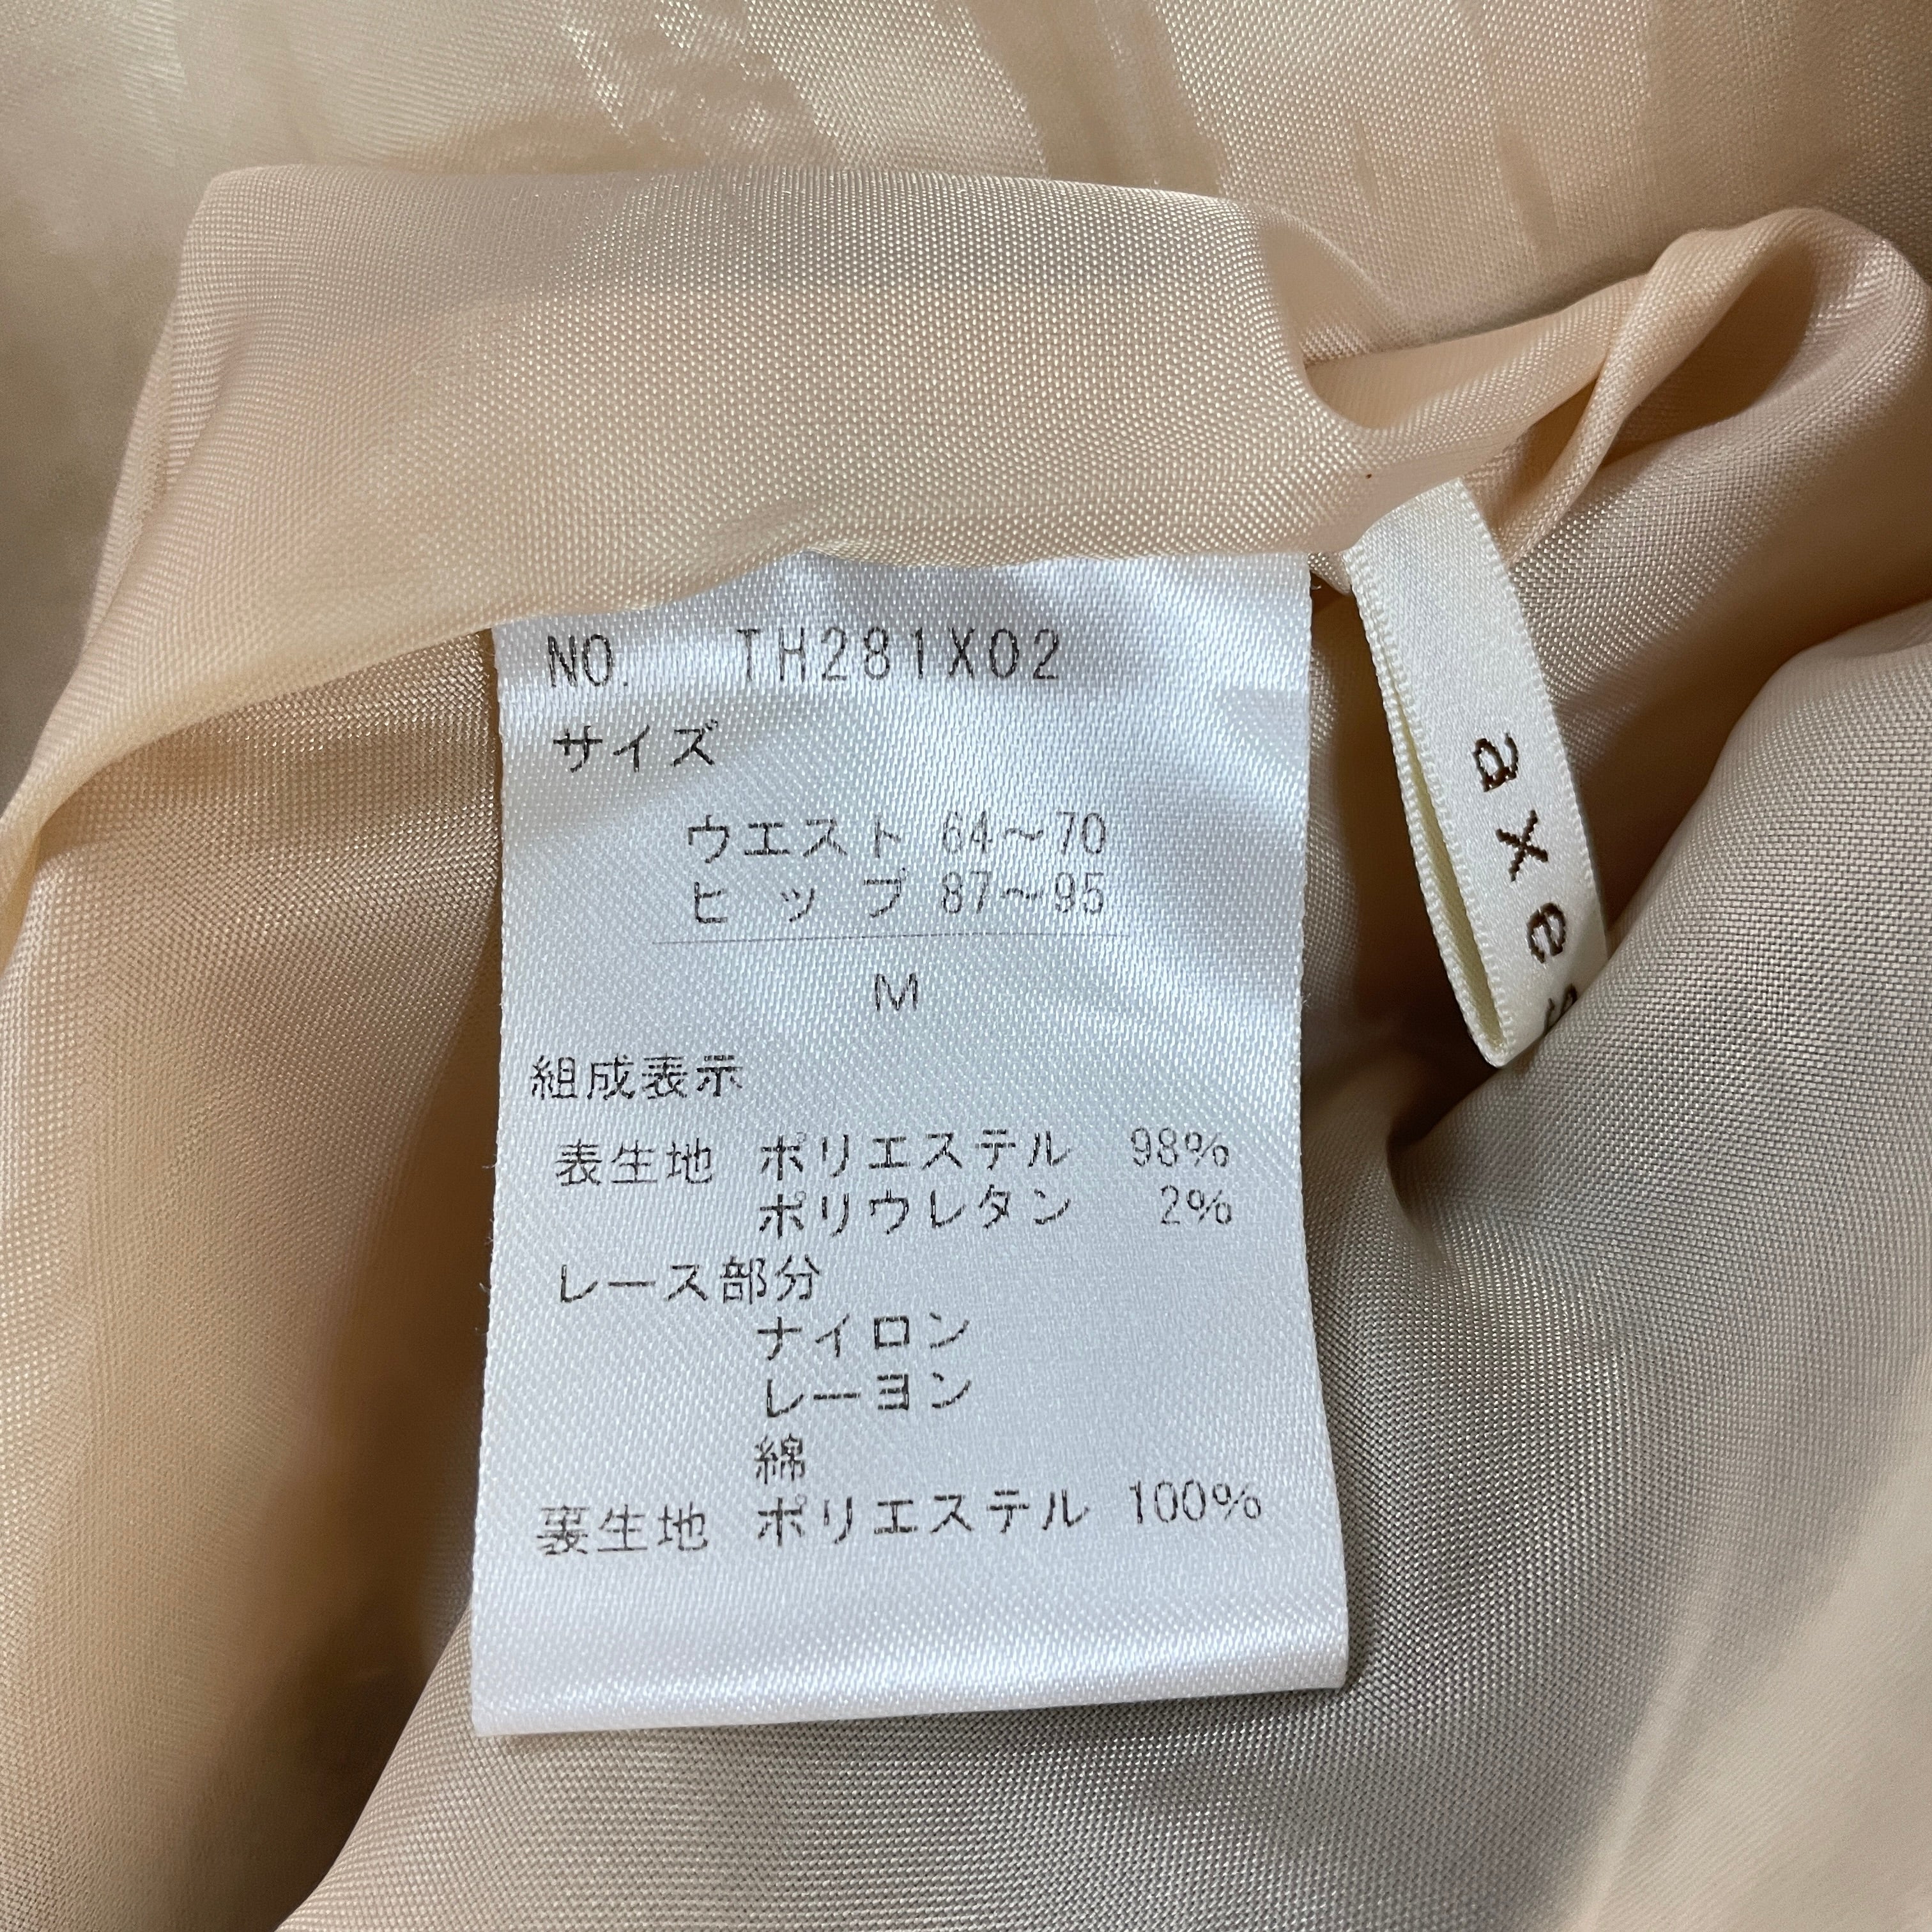 NO. TH281X02
サイズ
ウエスト 64～70
ヒップ 87～95
M
組成表示
表生地 ポリエステル 98%
ポリウレタン 2%
レース部分
ナイロン
レーヨン
綿
裏生地 ポリエステル 100%
axes